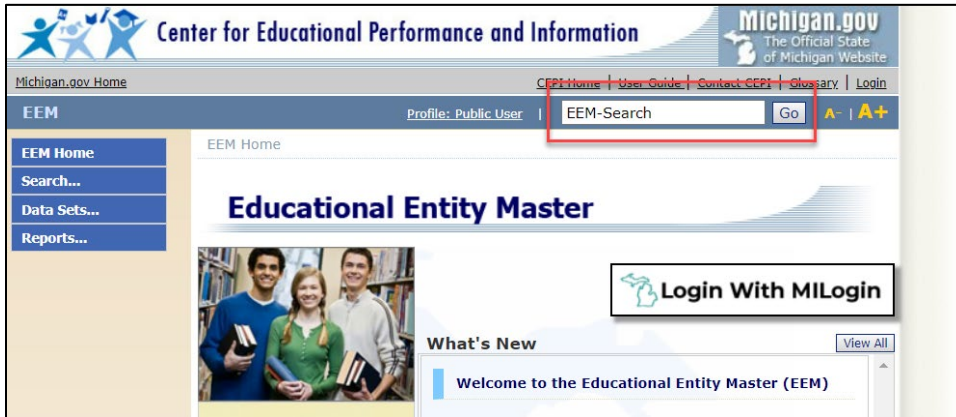 Center for Educational Performance and Information
Michigan.gov
The Official State
of Michigan Website
Michigan.gov Home
CEPI Home | User Guide | Contact CEPI | Glossary | Login
EEM
Profile: Public User | EEM-Search Go A- | A+
EEM Home
Search...
Data Sets...
Reports...
EEM Home
Educational Entity Master
Login With MILogin
What's New
View All
Welcome to the Educational Entity Master (EEM)